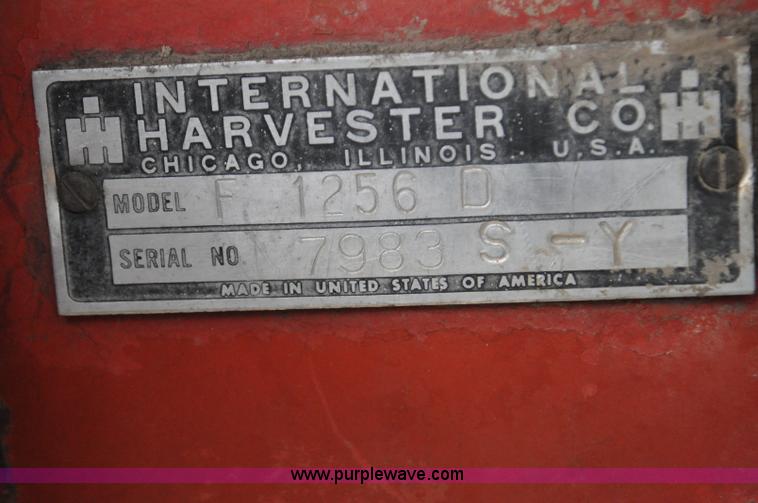 INTERNATIONAL
HARVESTER CO.
CHICAGO, ILLINOIS.. U.S.A.
MODEL F 1256 D
SERIAL NO 7983 S-Y
MADE IN UNITED STATES OF AMERICA
www.purplewave.com